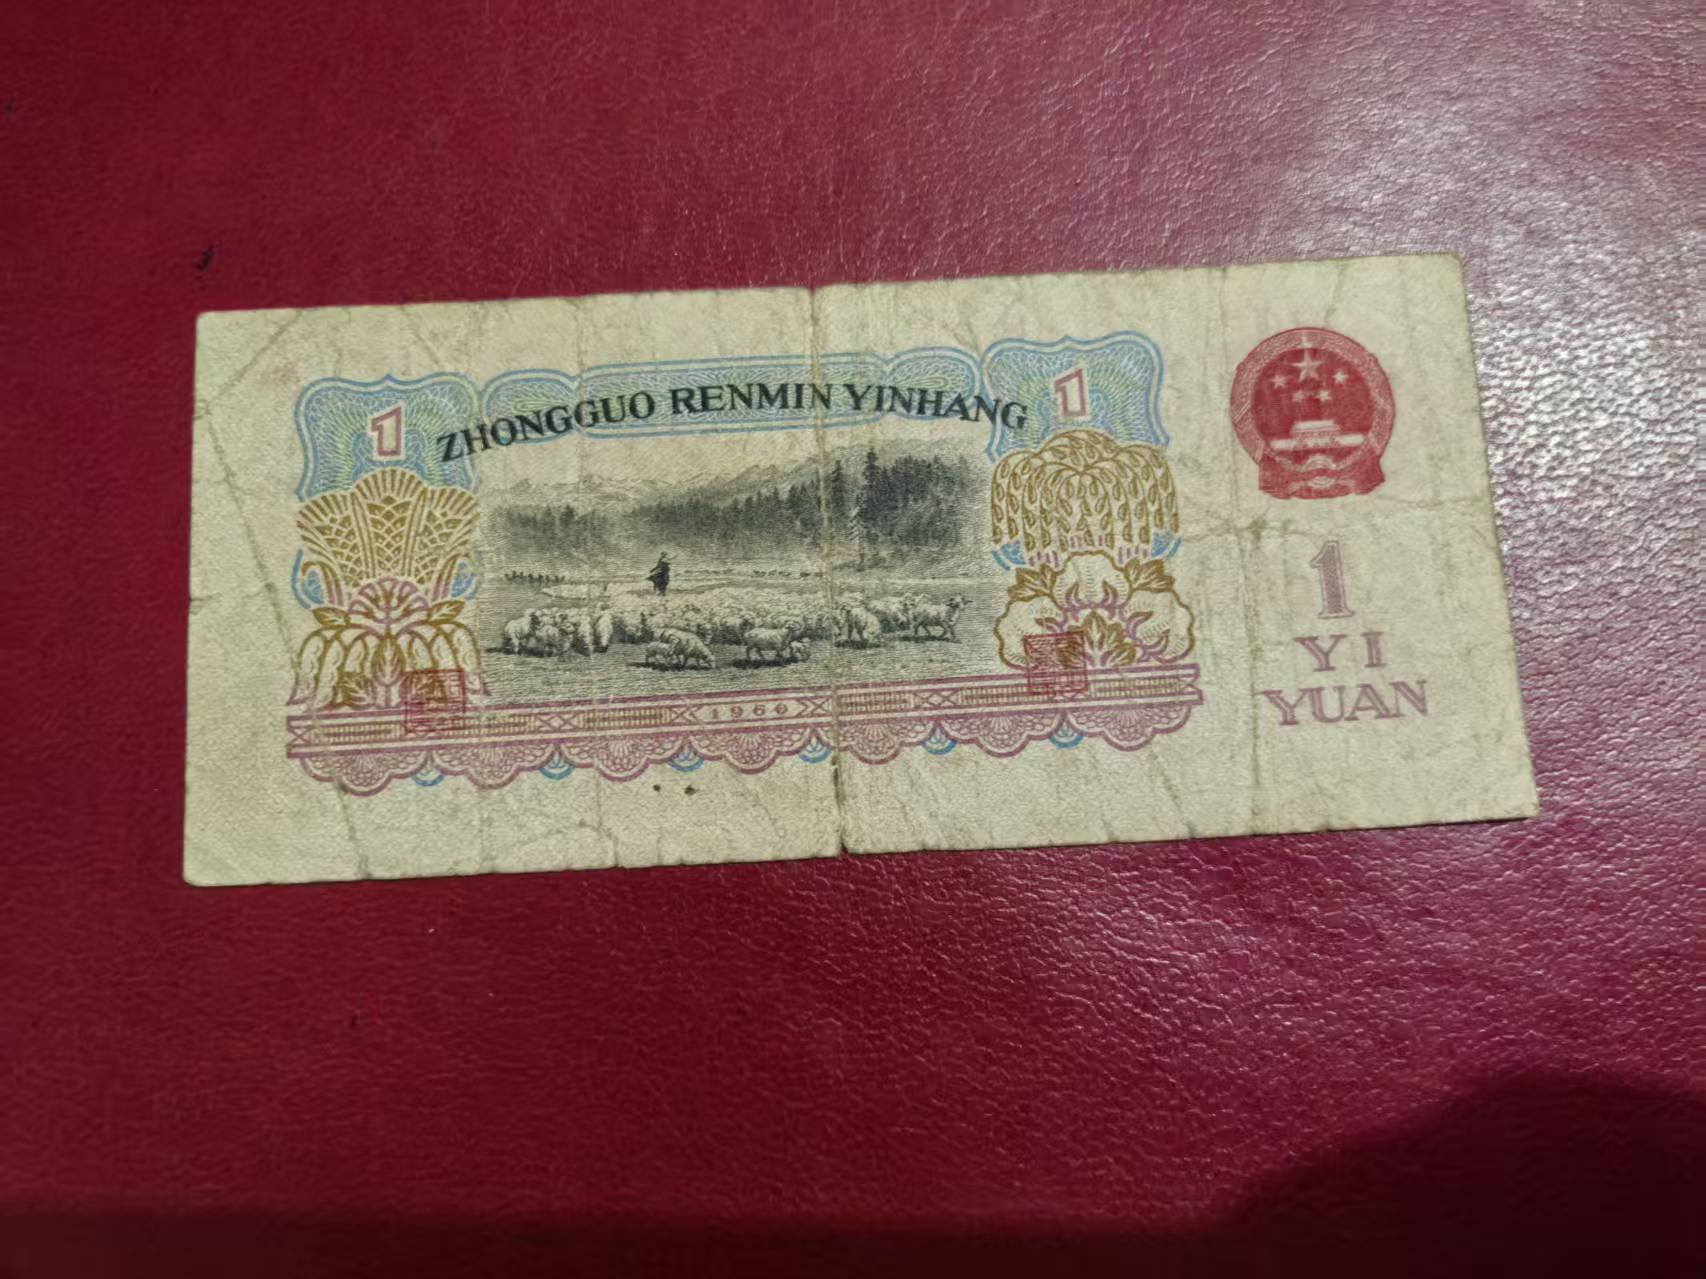 1
1
ZHONGGUO RENMIN YINHANG
1960
1
YI
YUAN